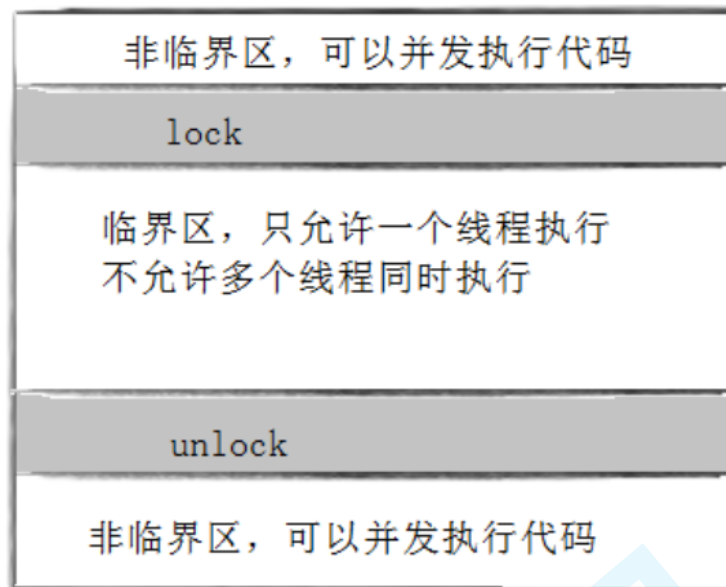 非临界区，可以并发执行代码
lock
临界区，只允许一个线程执行
不允许多个线程同时执行
unlock
非临界区，可以并发执行代码